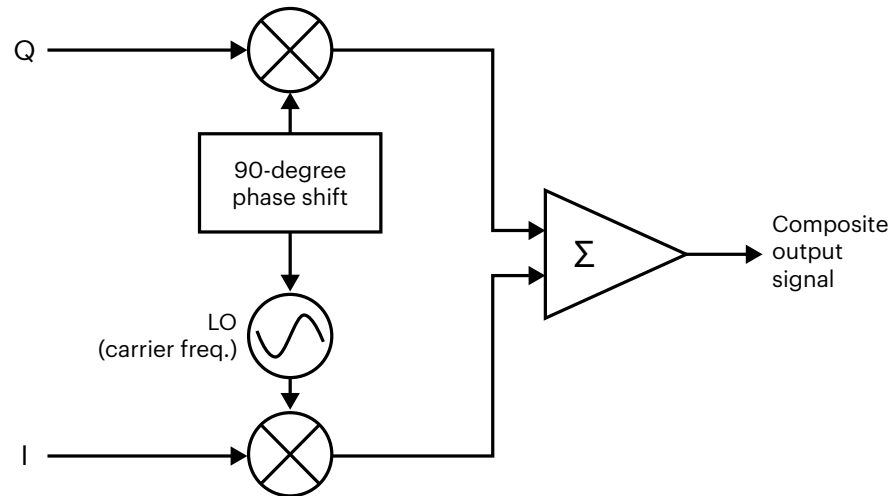 Q
90-degree
phase shift
LO
(carrier freq.)
I
Σ
Composite
output
signal